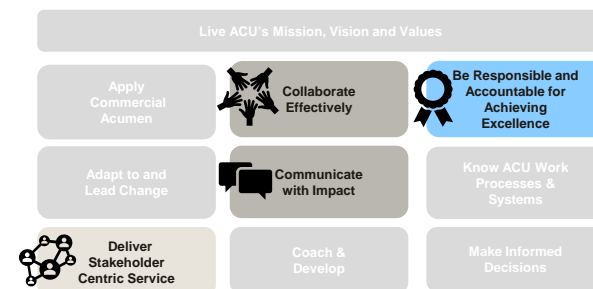 Live ACU's Mission, Vision and Values
Apply
Commercial
Acumen
Collaborate
Effectively
Be Responsible and
Accountable for
Achieving
Excellence
Adapt to and
Lead Change
Communicate
with Impact
Know ACU Work
Processes &
Systems
Deliver
Stakeholder
Centric Service
Coach &
Develop
Make Informed
Decisions